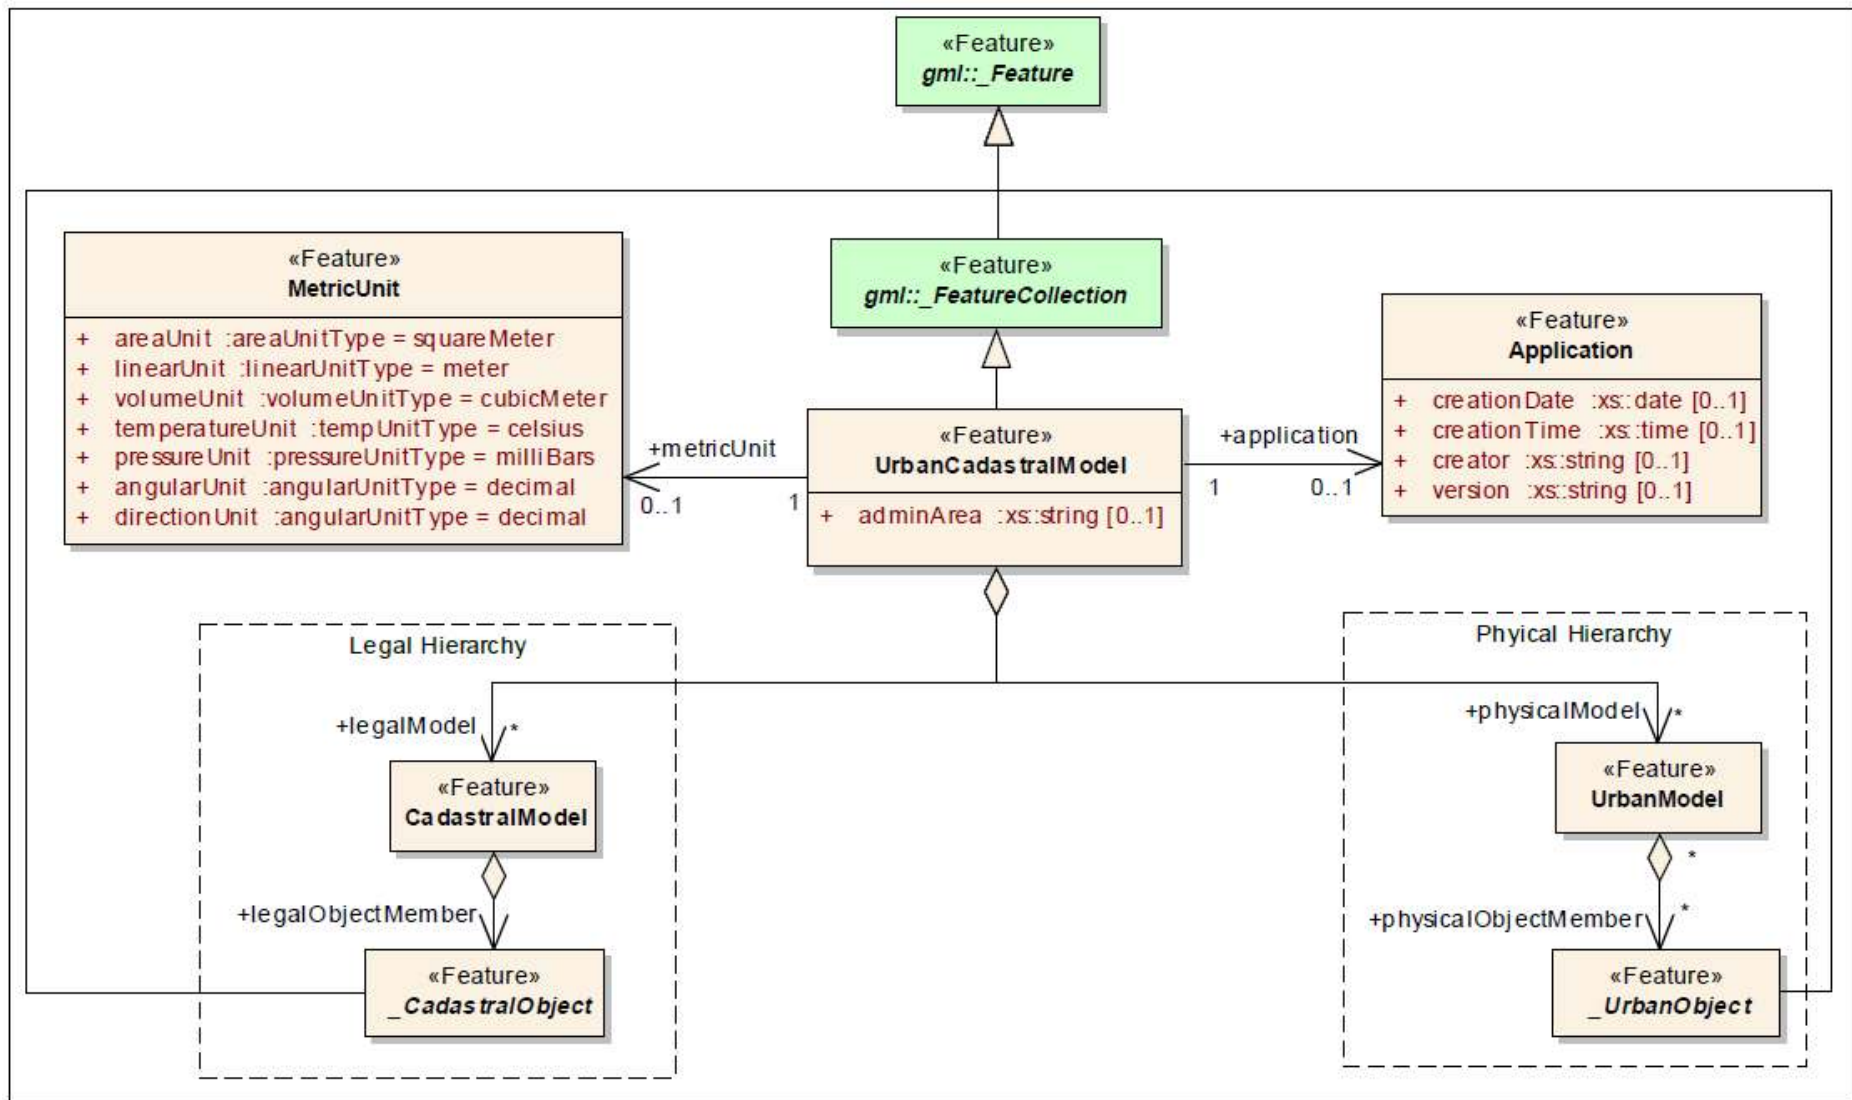 «Feature»
gml::_Feature
«Feature»
MetricUnit
+ areaUnit :areaUnitType = squareMeter
+ linearUnit :linearUnitType = meter
+ volumeUnit :volumeUnitType = cubicMeter
+ temperatureUnit :tempUnitType = celsius
+ pressureUnit :pressureUnitType = milliBars
+ angularUnit :angularUnitType = decimal
+ directionUnit :angularUnitType = decimal
«Feature»
gml::_FeatureCollection
«Feature»
Application
+ creationDate :xs::date [0..1]
+ creationTime :xs::time [0..1]
+ creator :xs::string [0..1]
+ version :xs::string [0..1]
+metricUnit
0..1
1
«Feature»
UrbanCadastralModel
+ adminArea :xs::string [0..1]
+application
1
0..1
Legal Hierarchy
+legalModel
*
«Feature»
CadastralModel
+legalObjectMember
«Feature»
_CadastralObject
Phyical Hierarchy
+physicalModel
*
«Feature»
UrbanModel
*
+physicalObjectMember
*
«Feature»
_UrbanObject